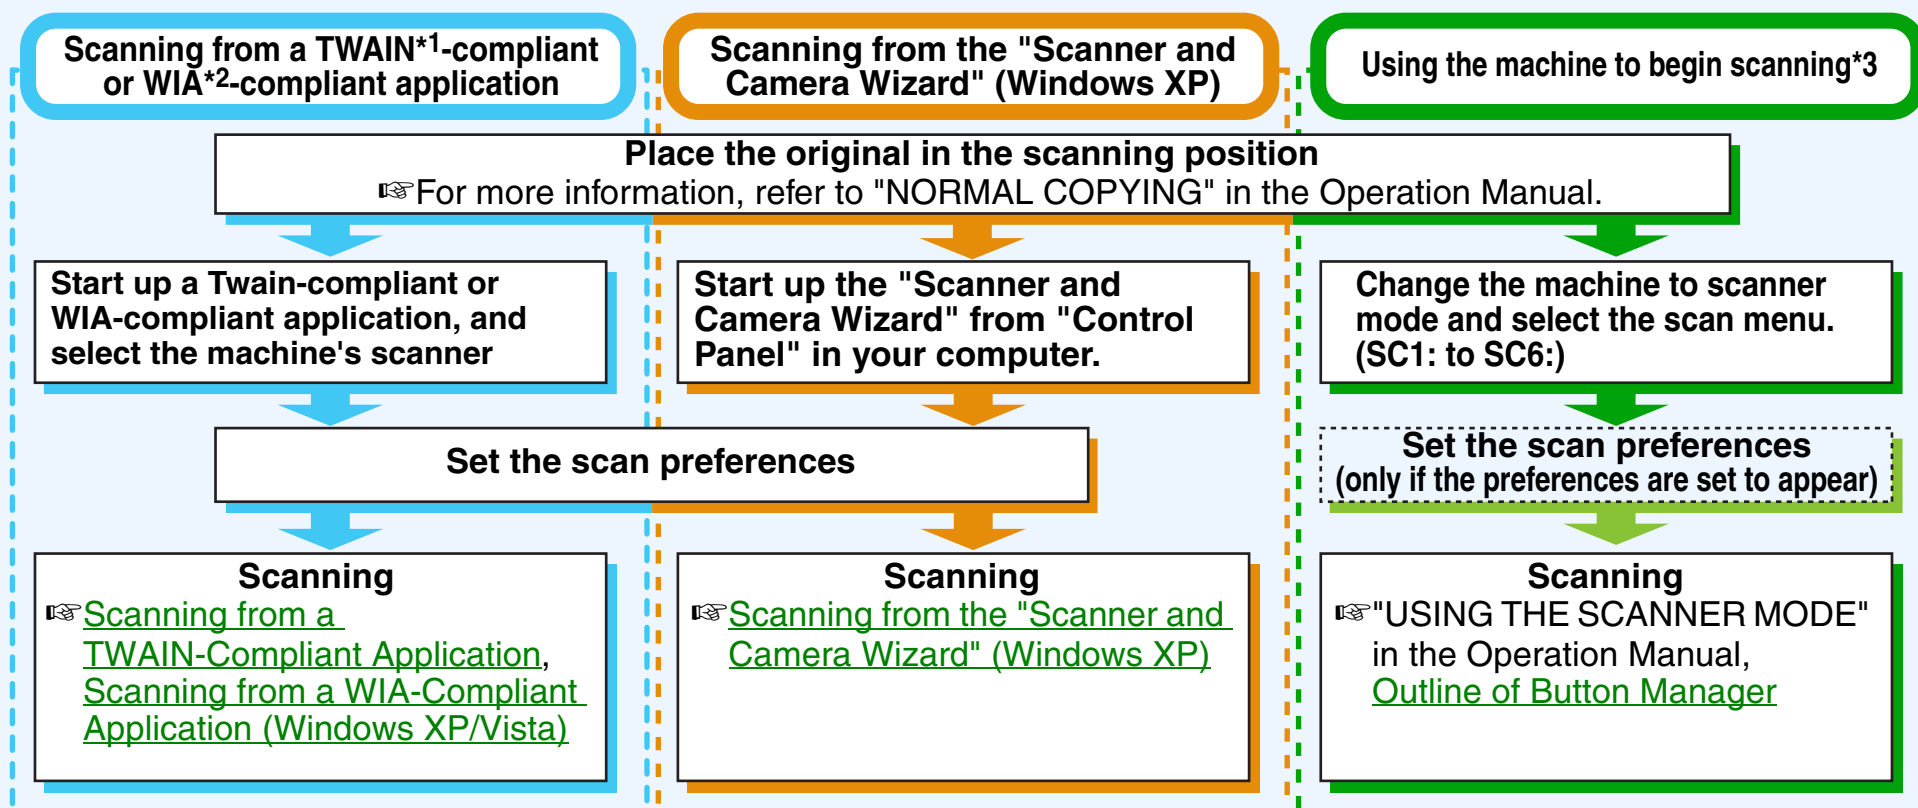 Scanning from a TWAIN*1-compliant
or WIA*2-compliant application
Scanning from the "Scanner and
Camera Wizard" (Windows XP)
Using the machine to begin scanning*3
Place the original in the scanning position
☞For more information, refer to "NORMAL COPYING" in the Operation Manual.
Start up a Twain-compliant or
WIA-compliant application, and
select the machine's scanner
Start up the "Scanner and
Camera Wizard" from "Control
Panel" in your computer.
Change the machine to scanner
mode and select the scan menu.
(SC1: to SC6:)
Set the scan preferences
Set the scan preferences
(only if the preferences are set to appear)
Scanning
☞Scanning from a
TWAIN-Compliant Application,
Scanning from a WIA-Compliant
Application (Windows XP/Vista)
Scanning
☞Scanning from the "Scanner and
Camera Wizard" (Windows XP)
Scanning
☞"USING THE SCANNER MODE"
in the Operation Manual,
Outline of Button Manager